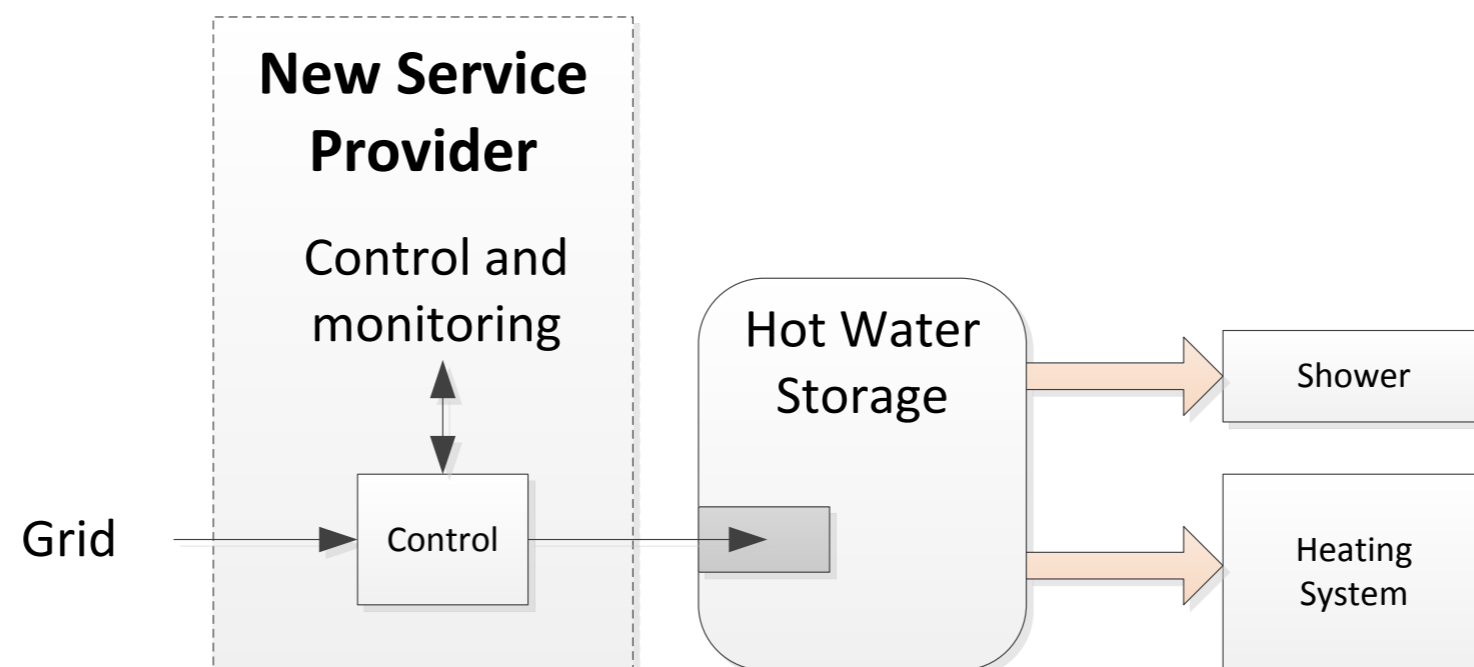 New Service
Provider
Control and
monitoring
Hot Water
Storage
Shower
Grid
Control
Heating
System